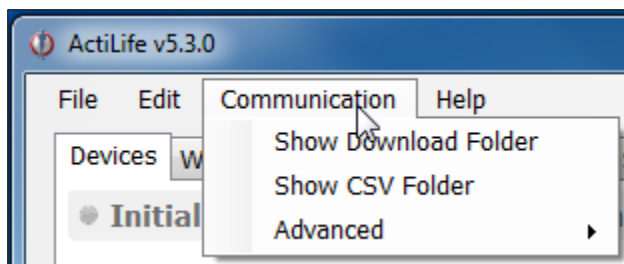 ActiLife v5.3.0
File Edit Communication Help
Show Download Folder
Devices
Show CSV Folder
Initial
Advanced